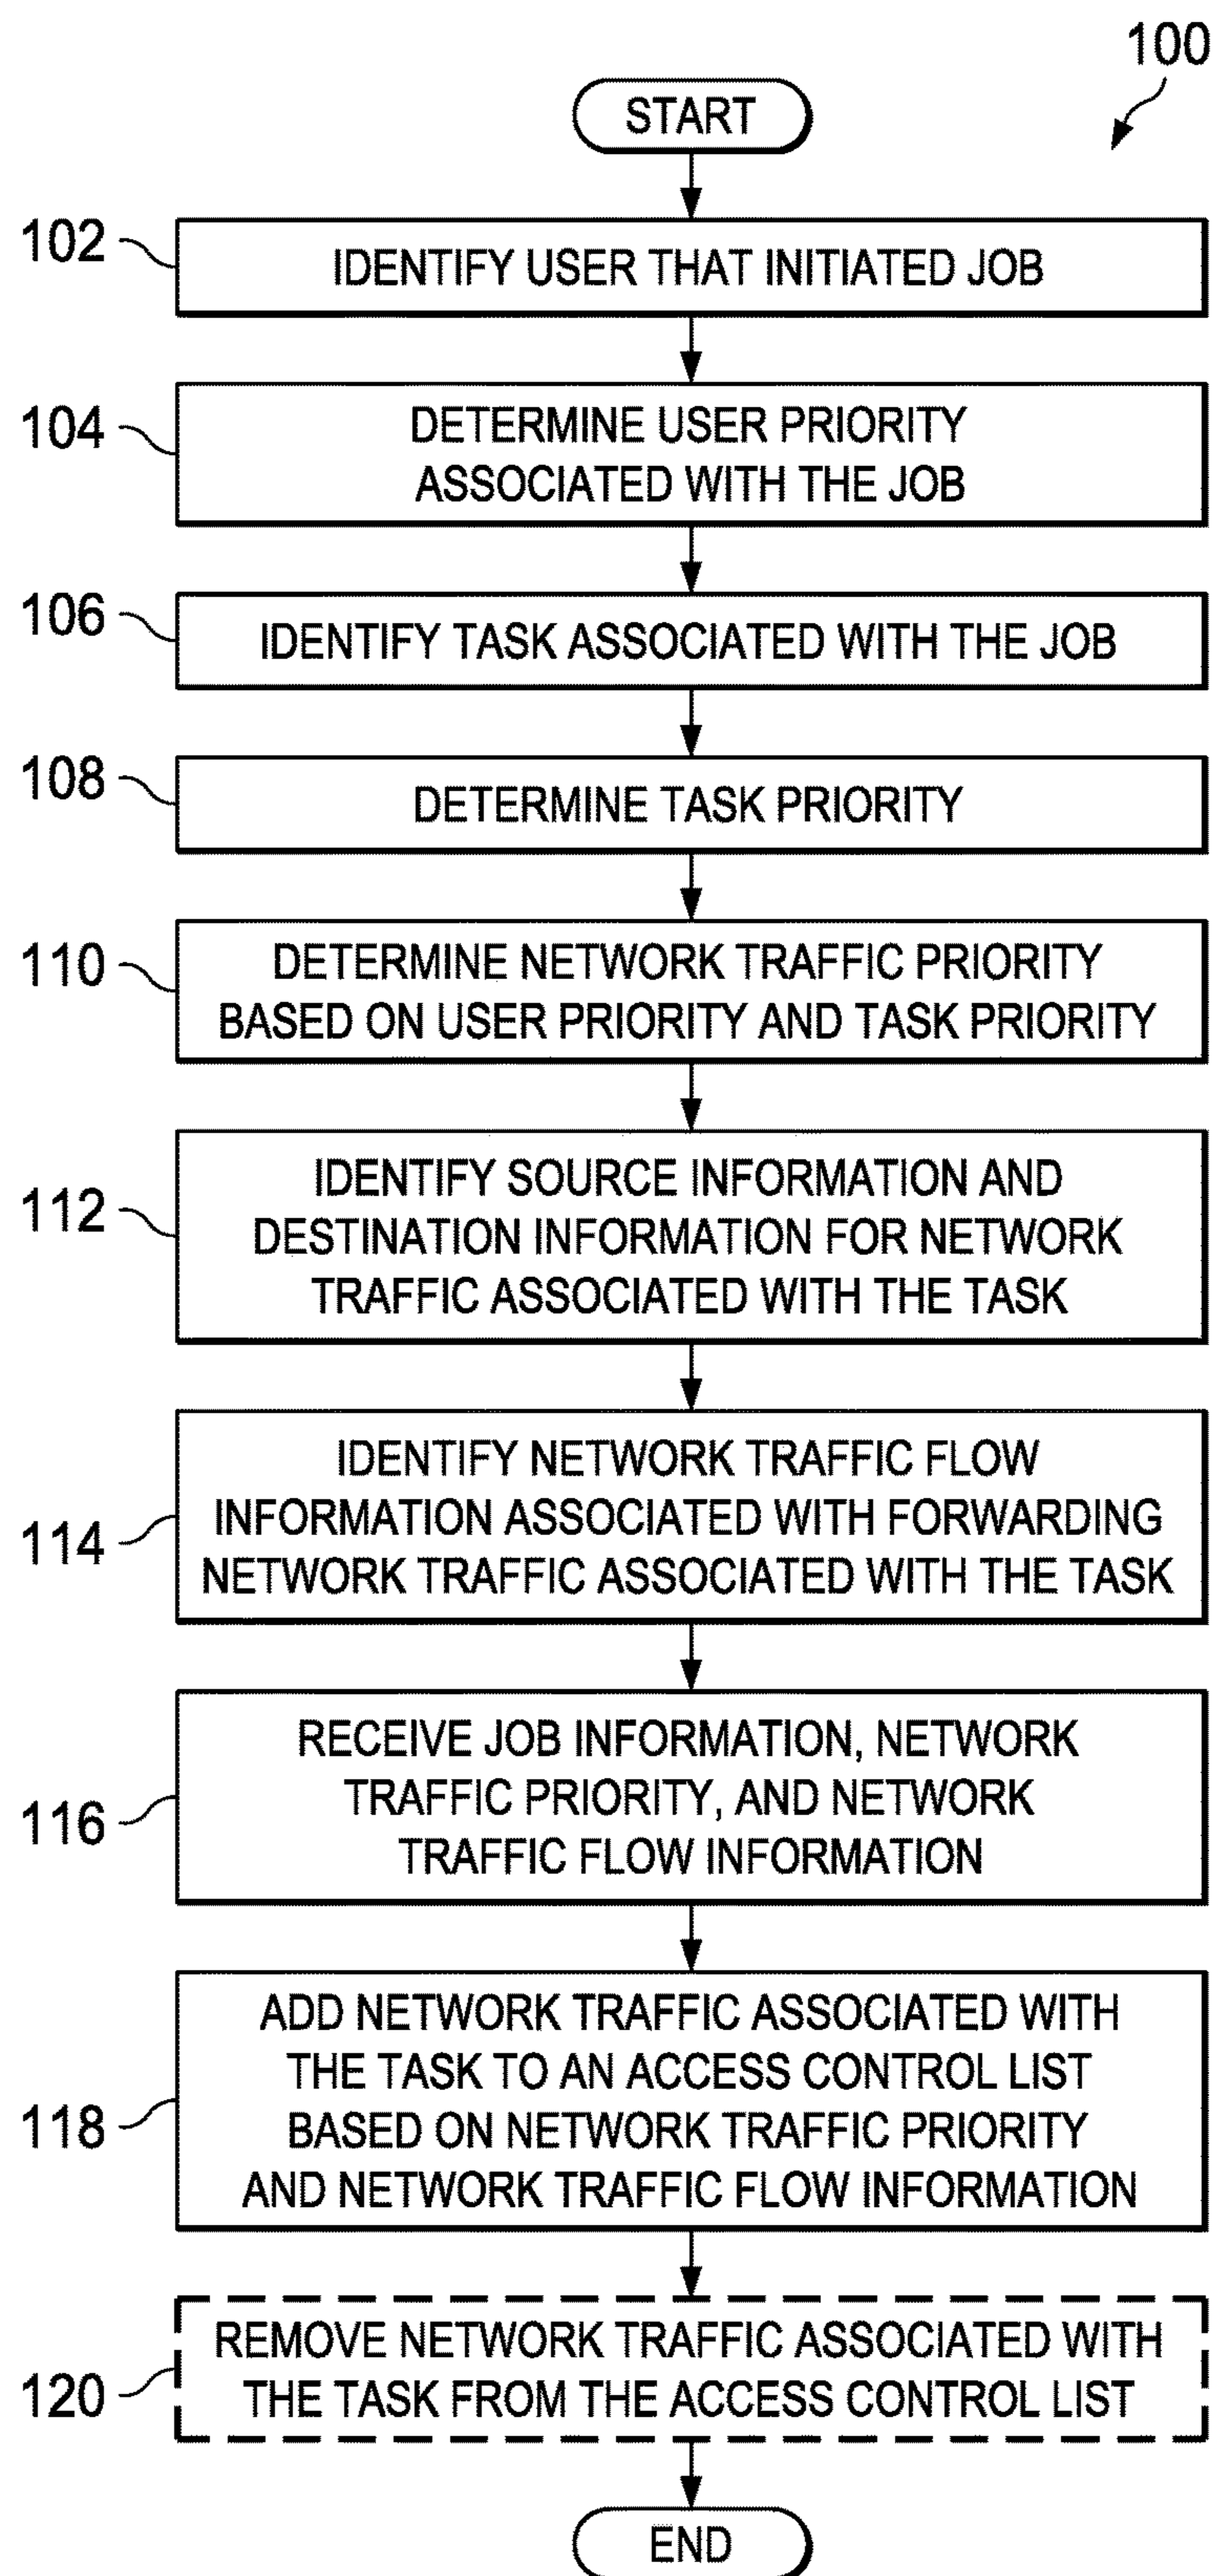 100
START
102
IDENTIFY USER THAT INITIATED JOB
104
DETERMINE USER PRIORITY
ASSOCIATED WITH THE JOB
106
IDENTIFY TASK ASSOCIATED WITH THE JOB
108
DETERMINE TASK PRIORITY
110
DETERMINE NETWORK TRAFFIC PRIORITY
BASED ON USER PRIORITY AND TASK PRIORITY
112
IDENTIFY SOURCE INFORMATION AND
DESTINATION INFORMATION FOR NETWORK
TRAFFIC ASSOCIATED WITH THE TASK
114
IDENTIFY NETWORK TRAFFIC FLOW
INFORMATION ASSOCIATED WITH FORWARDING
NETWORK TRAFFIC ASSOCIATED WITH THE TASK
116
RECEIVE JOB INFORMATION, NETWORK
TRAFFIC PRIORITY, AND NETWORK
TRAFFIC FLOW INFORMATION
118
ADD NETWORK TRAFFIC ASSOCIATED WITH
THE TASK TO AN ACCESS CONTROL LIST
BASED ON NETWORK TRAFFIC PRIORITY
AND NETWORK TRAFFIC FLOW INFORMATION
120
REMOVE NETWORK TRAFFIC ASSOCIATED WITH
THE TASK FROM THE ACCESS CONTROL LIST
END